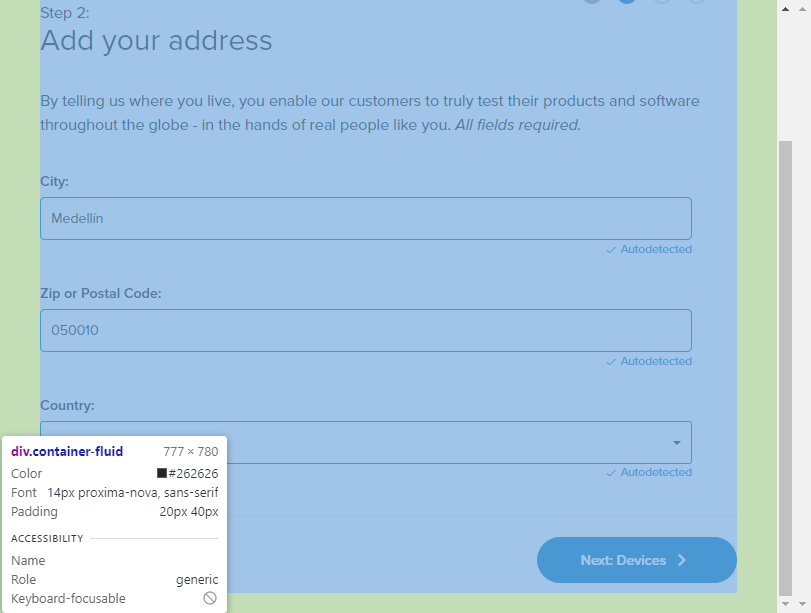 Step 2:
Add your address
By telling us where you live, you enable our customers to truly test their products and software
throughout the globe - in the hands of real people like you. All fields required.
City:
Medellín
Autodetected
Zip or Postal Code:
050010
Autodetected
Country:
Autodetected
Next: Devices
div.container-fluid 777 × 780
Color #262626
Font 14px proxima-nova, sans-serif
Padding 20px 40px
ACCESSIBILITY
Name
Role generic
Keyboard-focusable